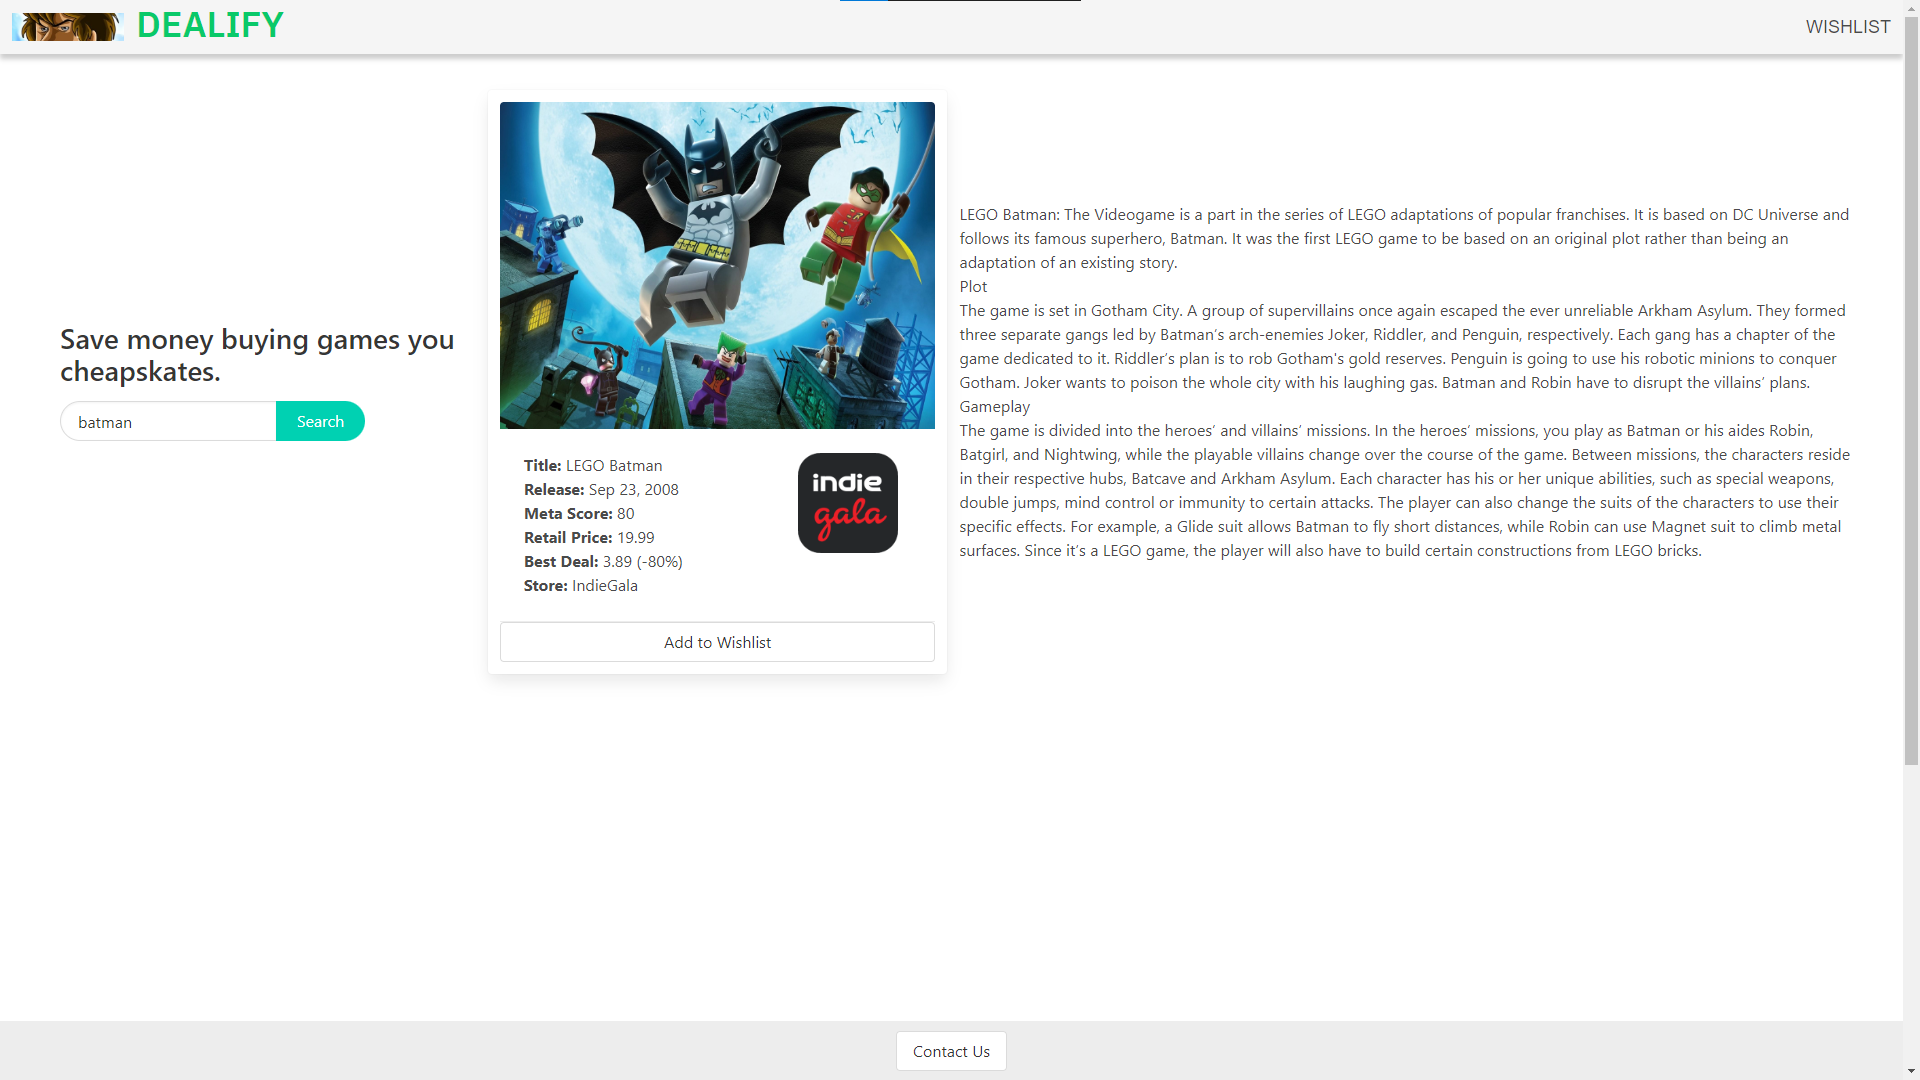 DEALIFY
WISHLIST
Save money buying games you
cheapskates.
batman
Search
Title: LEGO Batman
Release: Sep 23, 2008
Meta Score: 80
Retail Price: 19.99
Best Deal: 3.89 (-80%)
Store: IndieGala
indie
gala
Add to Wishlist
LEGO Batman: The Videogame is a part in the series of LEGO adaptations of popular franchises. It is based on DC Universe and
follows its famous superhero, Batman. It was the first LEGO game to be based on an original plot rather than being an
adaptation of an existing story.
Plot
The game is set in Gotham City. A group of supervillains once again escaped the ever unreliable Arkham Asylum. They formed
three separate gangs led by Batman’s arch-enemies Joker, Riddler, and Penguin, respectively. Each gang has a chapter of the
game dedicated to it. Riddler’s plan is to rob Gotham's gold reserves. Penguin is going to use his robotic minions to conquer
Gotham. Joker wants to poison the whole city with his laughing gas. Batman and Robin have to disrupt the villains’ plans.
Gameplay
The game is divided into the heroes’ and villains’ missions. In the heroes’ missions, you play as Batman or his aides Robin,
Batgirl, and Nightwing, while the playable villains change over the course of the game. Between missions, the characters reside
in their respective hubs, Batcave and Arkham Asylum. Each character has his or her unique abilities, such as special weapons,
double jumps, mind control or immunity to certain attacks. The player can also change the suits of the characters to use their
specific effects. For example, a Glide suit allows Batman to fly short distances, while Robin can use Magnet suit to climb metal
surfaces. Since it’s a LEGO game, the player will also have to build certain constructions from LEGO bricks.
Contact Us